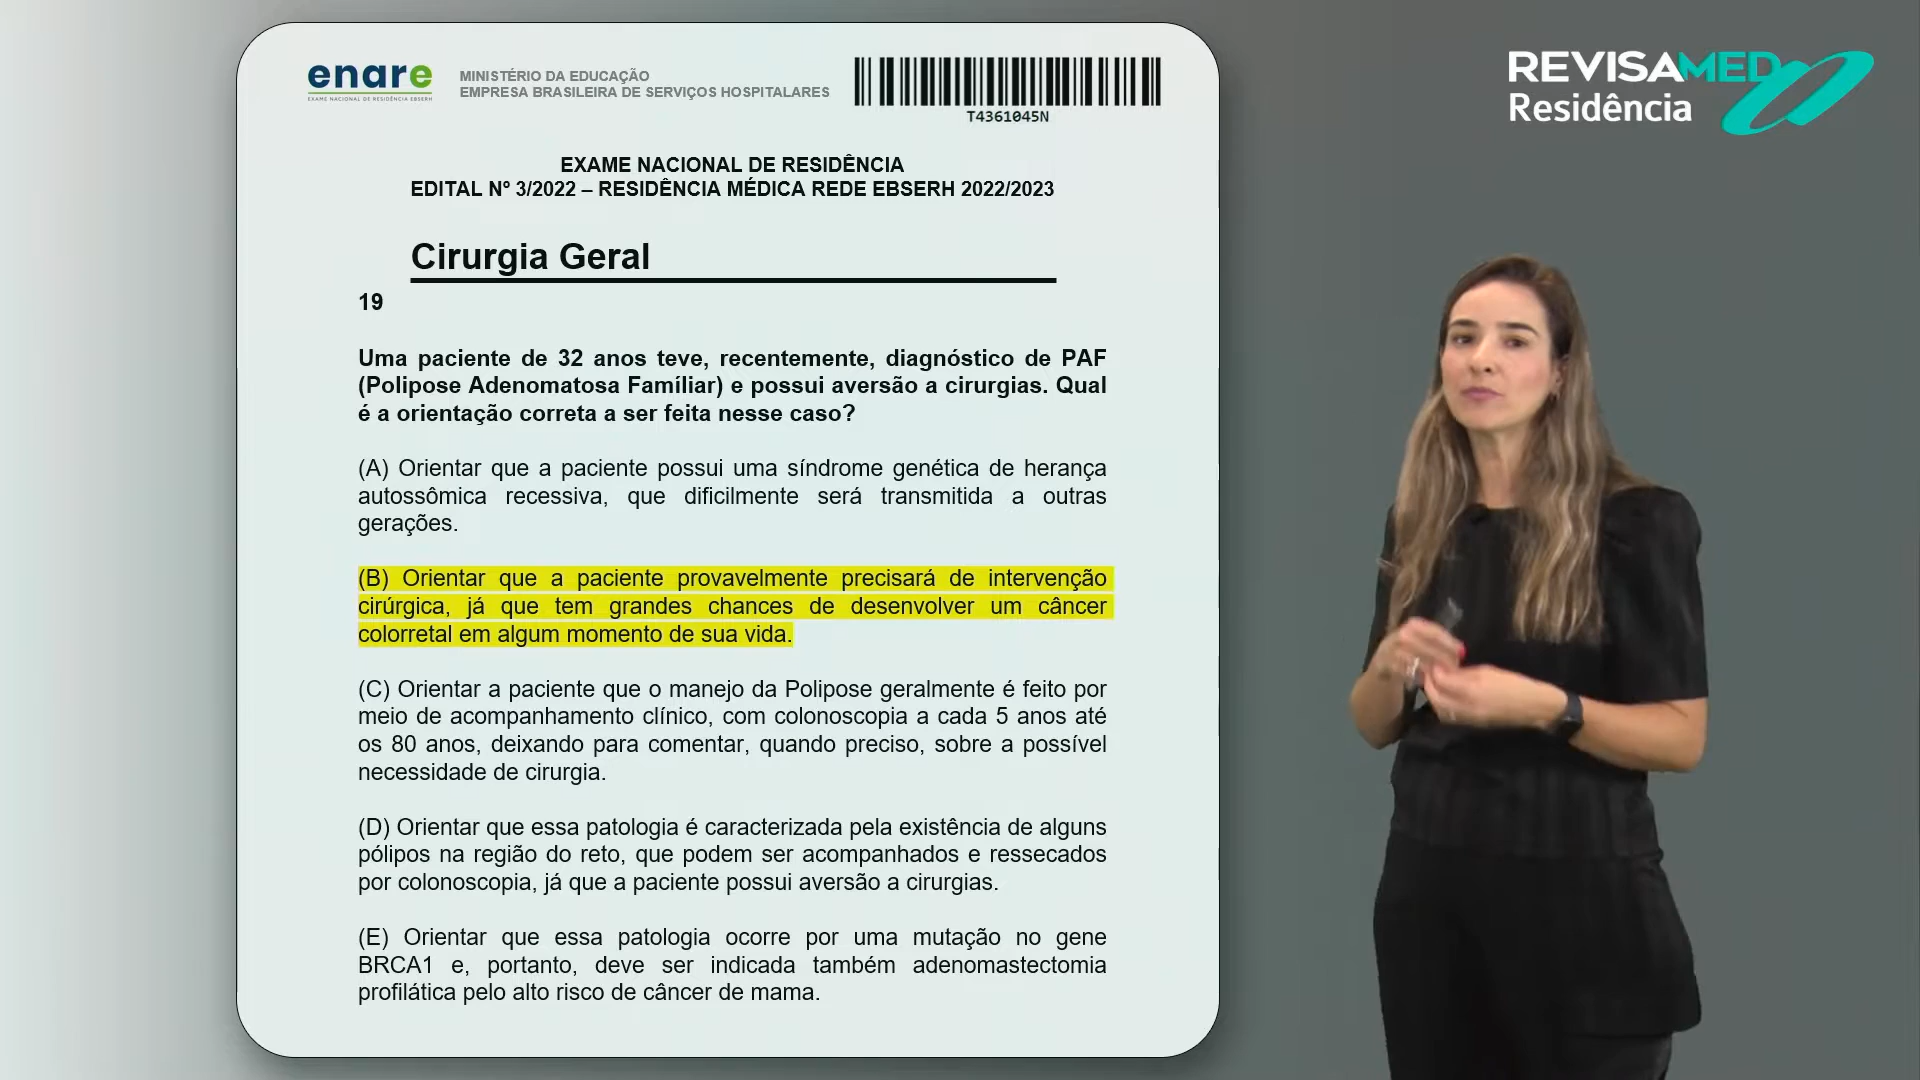 enare
EXAME NACIONAL DE RESIDÊNCIA EBSERH
MINISTÉRIO DA EDUCAÇÃO
EMPRESA BRASILEIRA DE SERVIÇOS HOSPITALARES
T4361045N
REVISAMED
Residência
EXAME NACIONAL DE RESIDÊNCIA
EDITAL Nº 3/2022 – RESIDÊNCIA MÉDICA REDE EBSERH 2022/2023
Cirurgia Geral
19
Uma paciente de 32 anos teve, recentemente, diagnóstico de PAF
(Polipose Adenomatosa Famíliar) e possui aversão a cirurgias. Qual
é a orientação correta a ser feita nesse caso?
(A) Orientar que a paciente possui uma síndrome genética de herança
autossômica recessiva, que dificilmente será transmitida a outras
gerações.
(B) Orientar que a paciente provavelmente precisará de intervenção
cirúrgica, já que tem grandes chances de desenvolver um câncer
colorretal em algum momento de sua vida.
(C) Orientar a paciente que o manejo da Polipose geralmente é feito por
meio de acompanhamento clínico, com colonoscopia a cada 5 anos até
os 80 anos, deixando para comentar, quando preciso, sobre a possível
necessidade de cirurgia.
(D) Orientar que essa patologia é caracterizada pela existência de alguns
pólipos na região do reto, que podem ser acompanhados e ressecados
por colonoscopia, já que a paciente possui aversão a cirurgias.
(E) Orientar que essa patologia ocorre por uma mutação no gene
BRCA1 e, portanto, deve ser indicada também adenomastectomia
profilática pelo alto risco de câncer de mama.